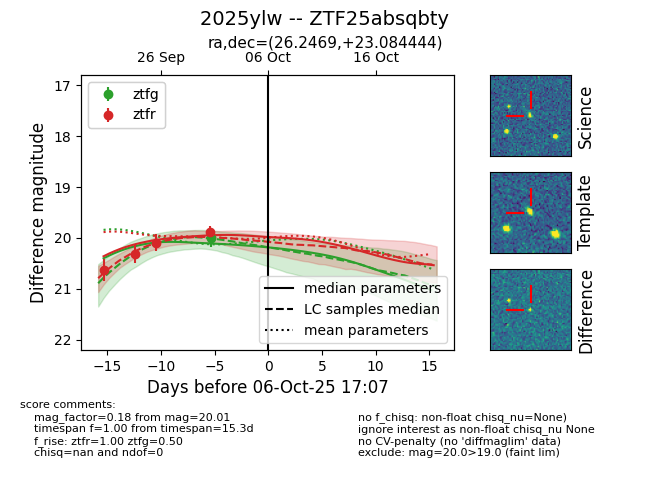 2025ylw -- ZTF25absqbty
ra,dec=(26.2469,+23.084444)
26 Sep 06 Oct 16 Oct
ztfg
ztfr
17
18
19
20
21
22
Difference magnitude
median parameters
LC samples median
mean parameters
−15 −10 −5 0 5 10 15
Days before 06-Oct-25 17:07
Science
Template
Difference
score comments:
mag_factor=0.18 from mag=20.01
timespan f=1.00 from timespan=15.3d
f_rise: ztfr=1.00 ztfg=0.50
chisq=nan and ndof=0
no f_chisq: non-float chisq_nu=None)
ignore interest as non-float chisq_nu None
no CV-penalty (no 'diffmaglim' data)
exclude: mag=20.0>19.0 (faint lim)